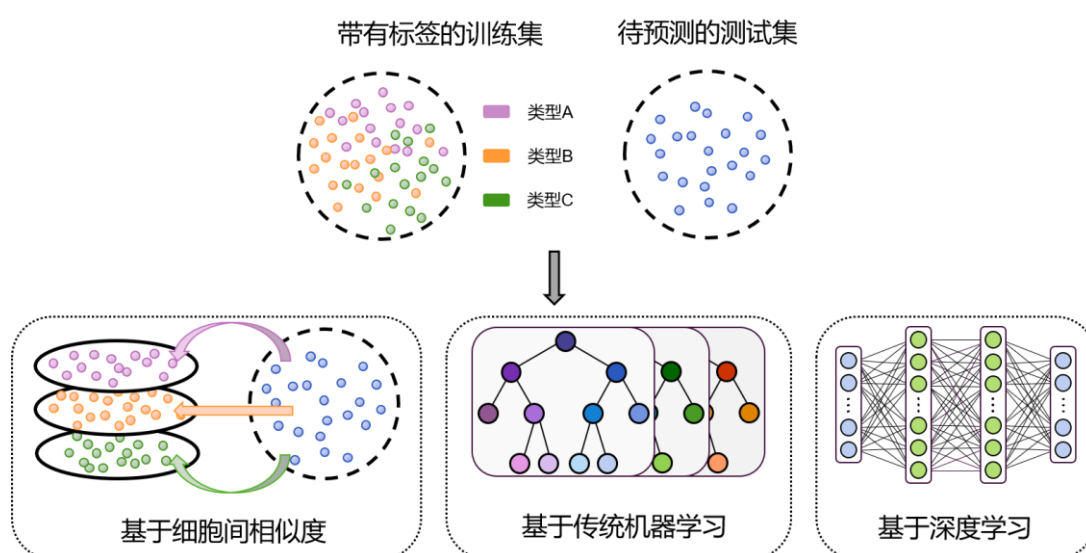 带有标签的训练集
待预测的测试集
类型A
类型B
类型C
基于细胞间相似度
基于传统机器学习
基于深度学习